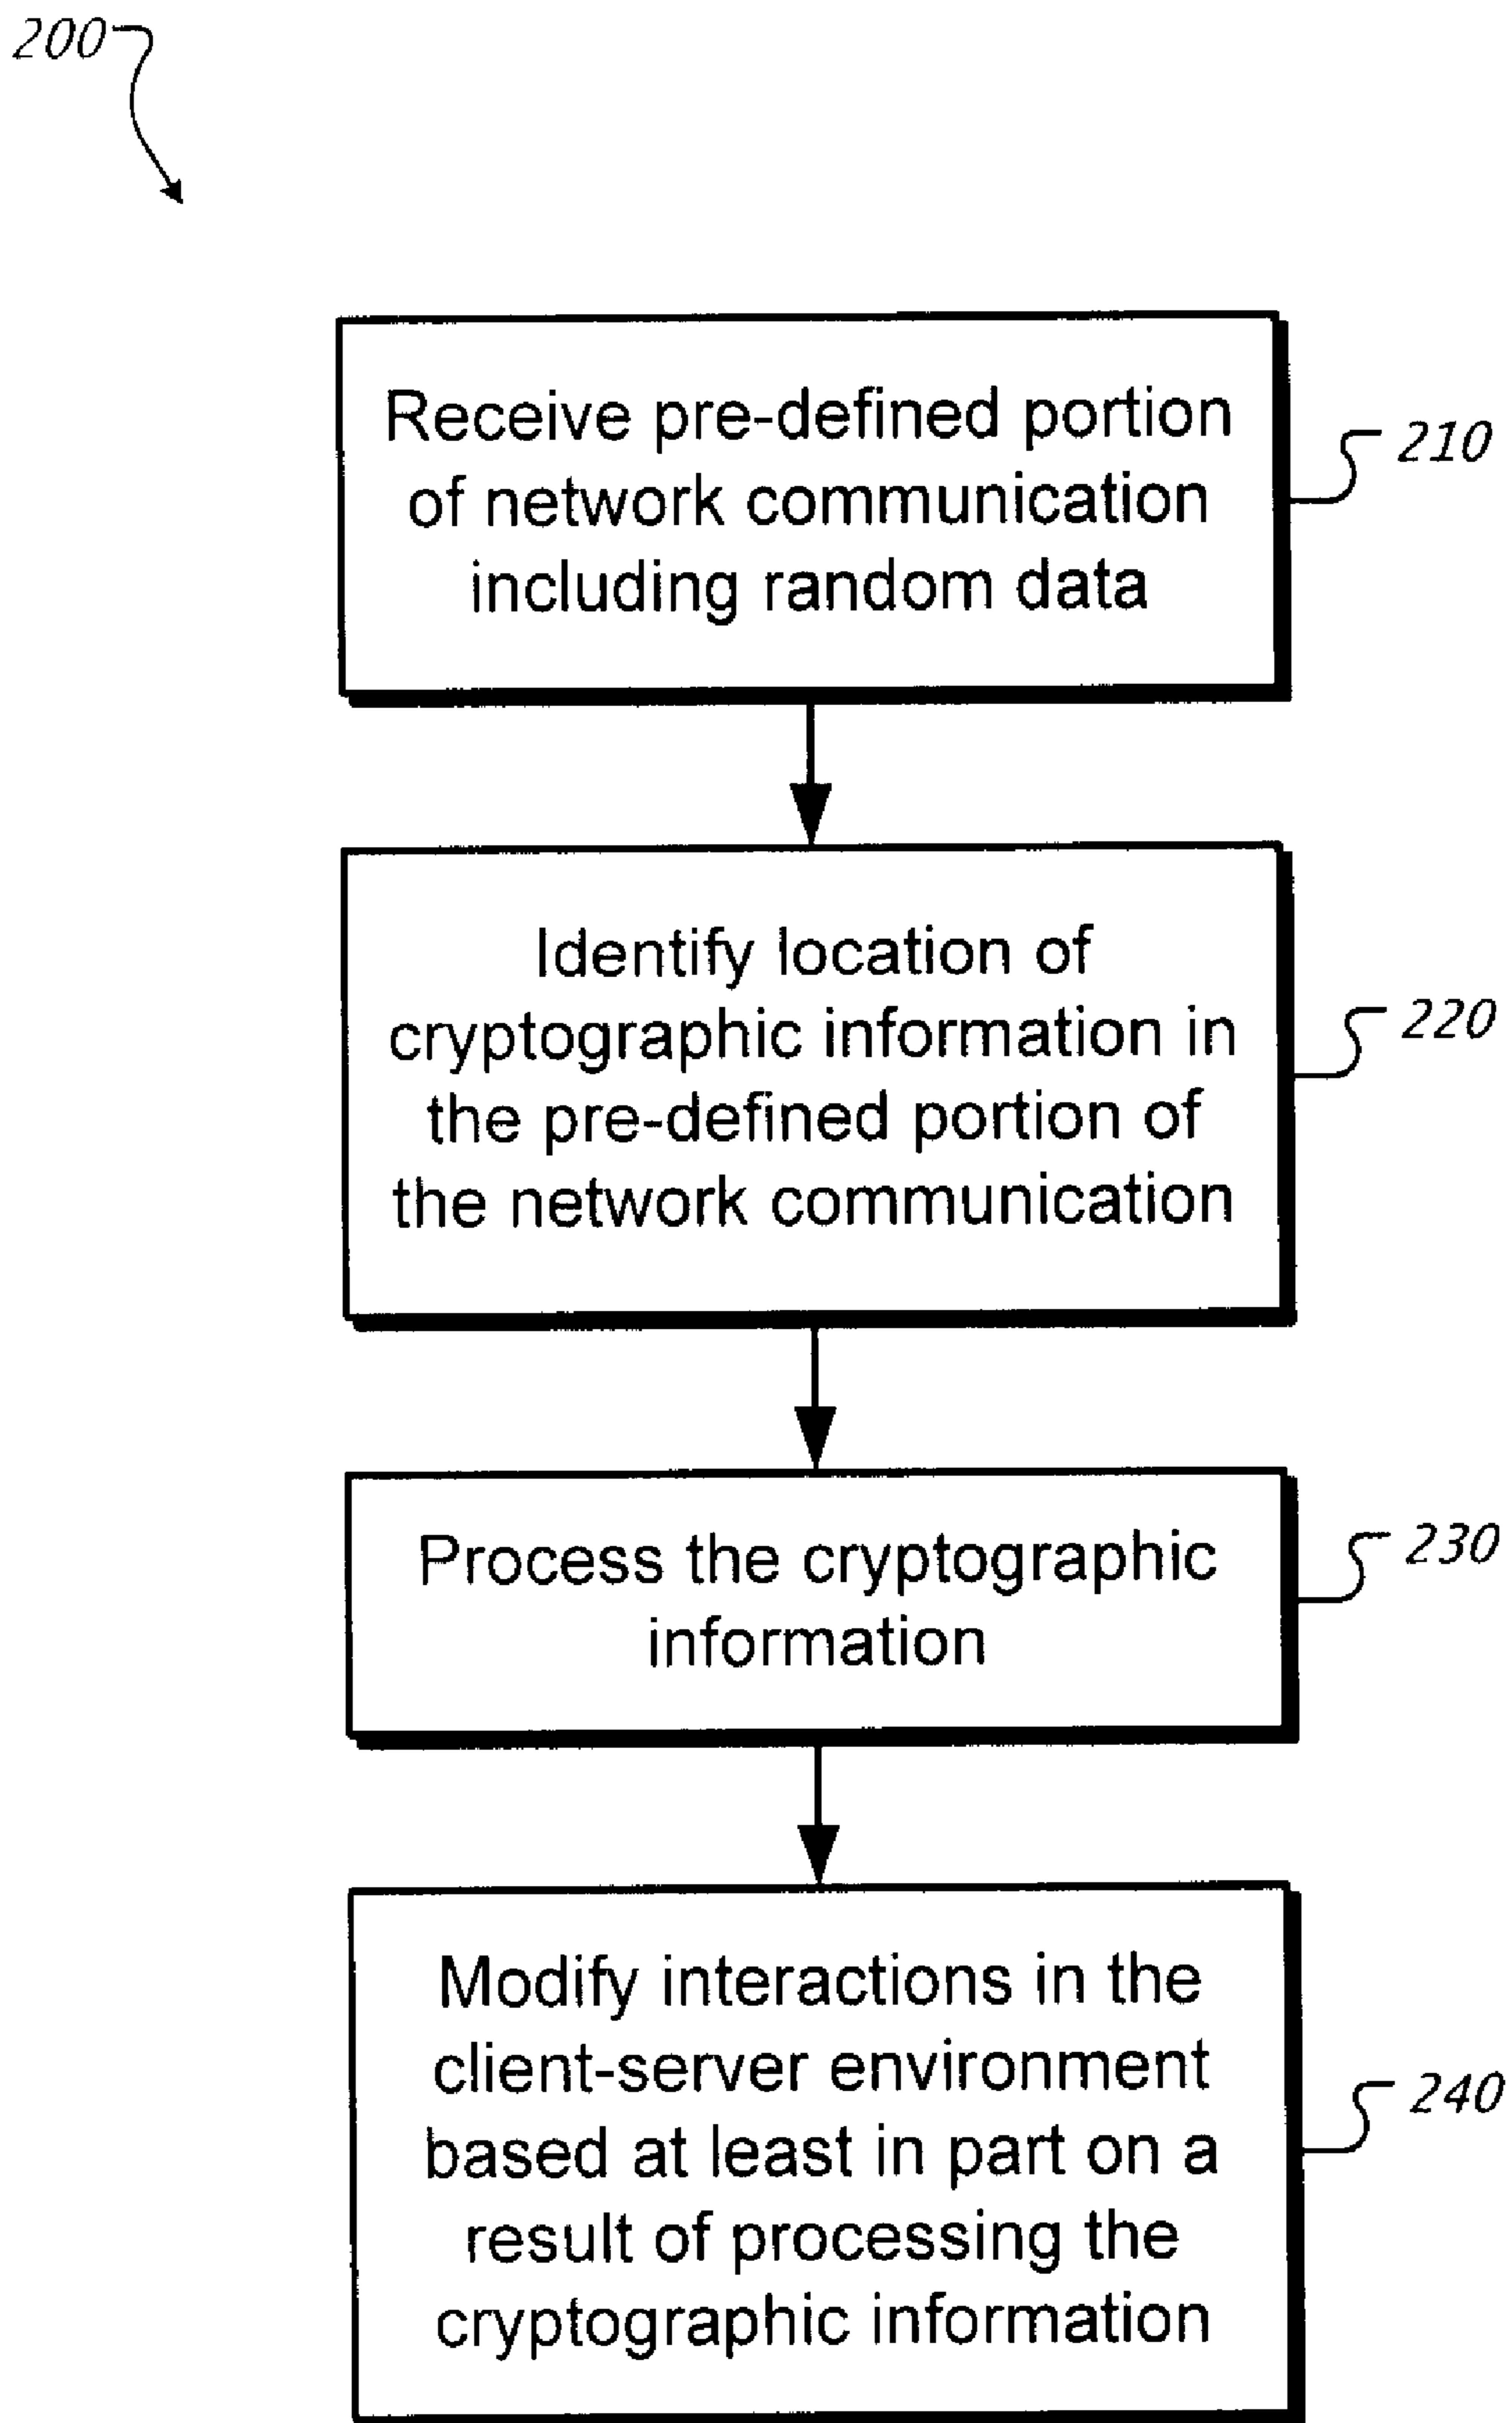 200
Receive pre-defined portion
of network communication
including random data
210
Identify location of
cryptographic information in
the pre-defined portion of
the network communication
220
Process the cryptographic
information
230
Modify interactions in the
client-server environment
based at least in part on a
result of processing the
cryptographic information
240